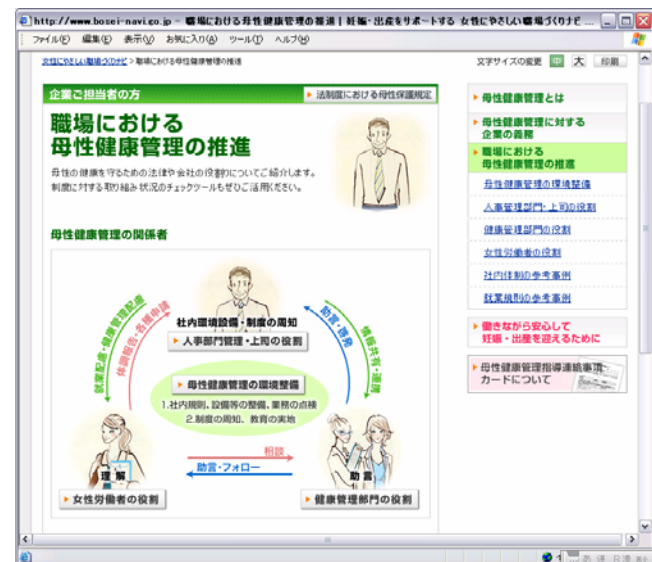 http://www.bosei-navi.go.jp - 職場における母性健康管理の推進 | 妊娠・出産をサポートする 女性にやさしい職場づくりナビ ...
ファイル(F) 編集(E) 表示(V) お気に入り(A) ツール(T) ヘルプ(H)
女性にやさしい職場づくりナビ > 職場における母性健康管理の推進
文字サイズの変更 中 大 印刷
企業ご担当者の方
法制度における母性保護規定
職場における
母性健康管理の推進
母性の健康を守るための法律や会社の役割についてご紹介します。
制度に対する取り組み状況のチェックツールもぜひご活用ください。
母性健康管理の関係者
社内環境設備・制度の周知
人事部門管理・上司の役割
就業配慮・健康管理配慮
体調報告・各種申請
助言・啓発
情報共有・連携
母性健康管理の環境整備
1.社内規則、設備等の整備、業務の点検
2.制度の周知、教育の実地
相談
助言・フォロー
理解
女性労働者の役割
助言
健康管理部門の役割
母性健康管理とは
母性健康管理に対する
企業の義務
職場における
母性健康管理の推進
母性健康管理の環境整備
人事管理部門・上司の役割
健康管理部門の役割
女性労働者の役割
社内体制の参考事例
就業規則の参考事例
働きながら安心して
妊娠・出産を迎えるために
母性健康管理指導連絡事項
カードについて